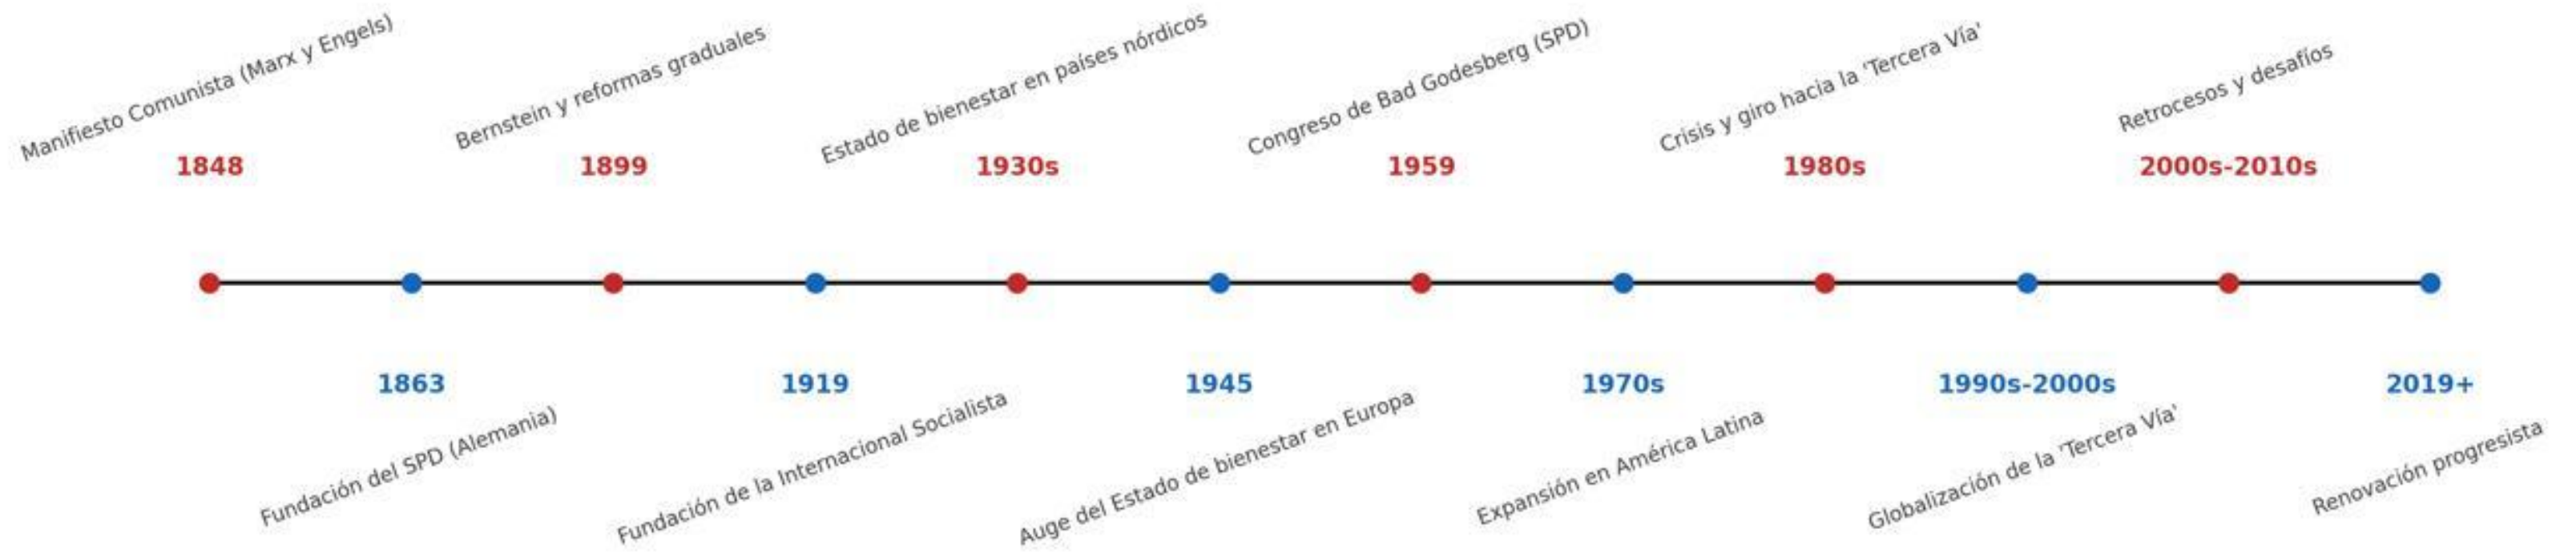 Manifiesto Comunista (Marx y Engels)
1848
Fundación del SPD (Alemania)
1863
Bernstein y reformas graduales
1899
Fundación de la Internacional Socialista
1919
Estado de bienestar en países nórdicos
1930s
Auge del Estado de bienestar en Europa
1945
Congreso de Bad Godesberg (SPD)
1959
Expansión en América Latina
1970s
Crisis y giro hacia la 'Tercera Vía'
1980s
Globalización de la 'Tercera Vía'
1990s-2000s
Retrocesos y desafíos
2000s-2010s
Renovación progresista
2019+